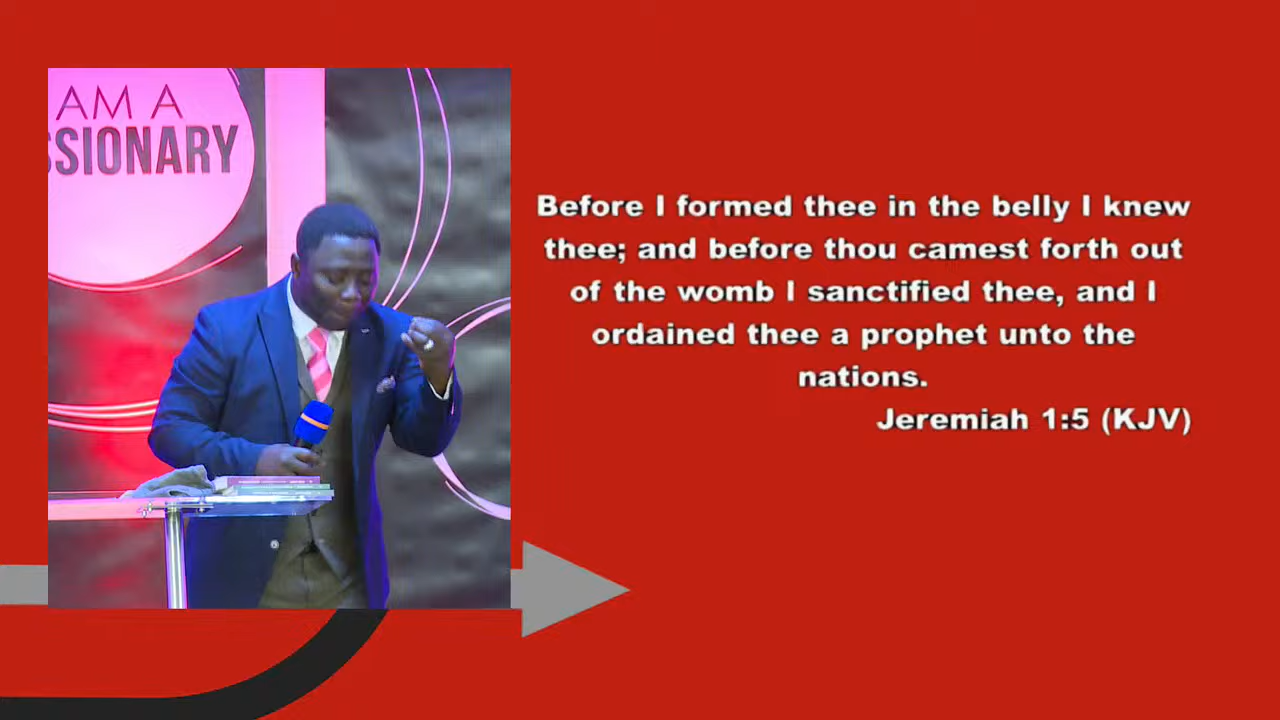 AM A
SSIONARY
Before I formed thee in the belly I knew
thee; and before thou camest forth out
of the womb I sanctified thee, and I
ordained thee a prophet unto the
nations.
Jeremiah 1:5 (KJV)